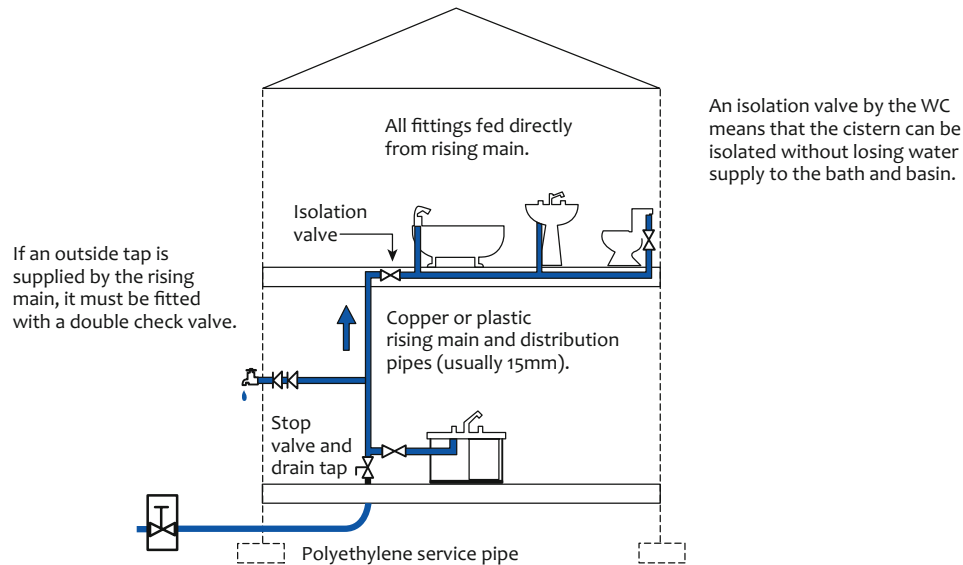 All fittings fed directly
from rising main.
An isolation valve by the WC
means that the cistern can be
isolated without losing water
supply to the bath and basin.
Isolation
valve
If an outside tap is
supplied by the rising
main, it must be fitted
with a double check valve.
Copper or plastic
rising main and distribution
pipes (usually 15mm).
Stop
valve and
drain tap
Polyethylene service pipe